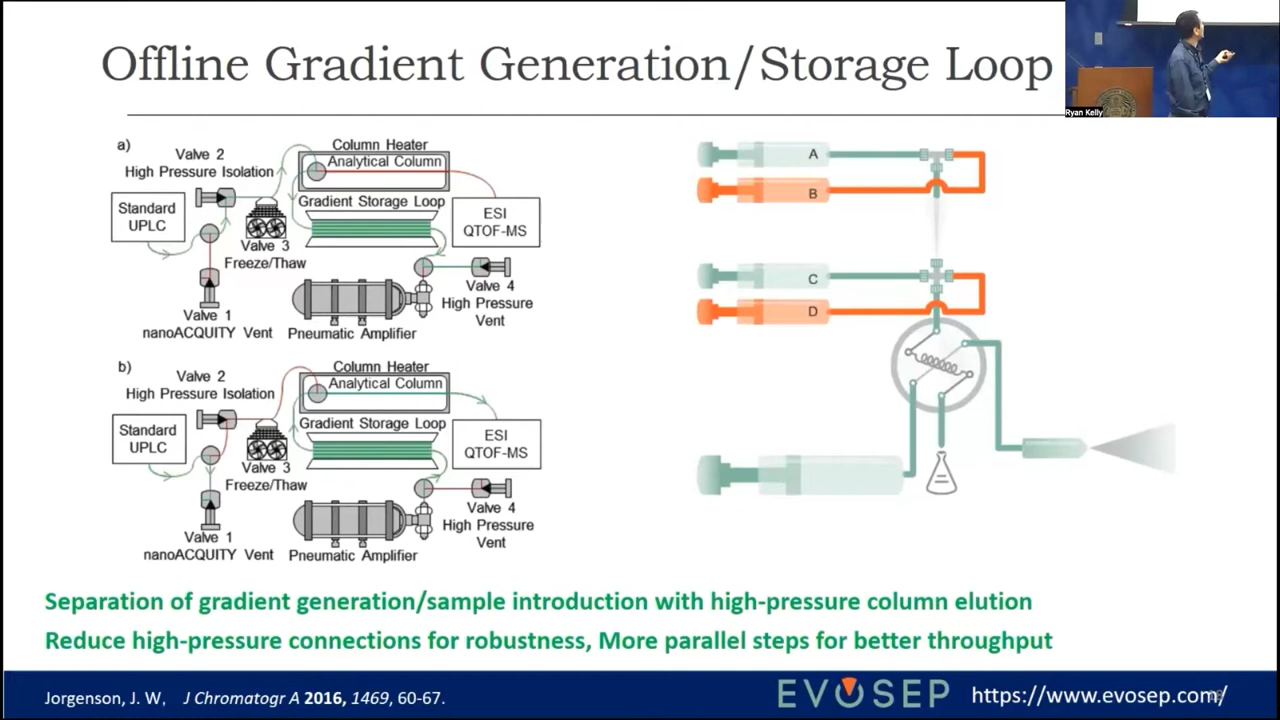 Offline Gradient Generation/Storage Loop
Ryan Kelly
a)
Valve 2
High Pressure Isolation
Column Heater
Analytical Column
Standard
UPLC
Gradient Storage Loop
ESI
QTOF-MS
Valve 3
Freeze/Thaw
Valve 4
High Pressure
Vent
Valve 1
nanoACQUITY Vent
Pneumatic Amplifier
b)
Valve 2
High Pressure Isolation
Column Heater
Analytical Column
Standard
UPLC
Gradient Storage Loop
ESI
QTOF-MS
Valve 3
Freeze/Thaw
Valve 4
High Pressure
Vent
Valve 1
nanoACQUITY Vent
Pneumatic Amplifier
A
B
C
D
Separation of gradient generation/sample introduction with high-pressure column elution
Reduce high-pressure connections for robustness, More parallel steps for better throughput
Jorgenson, J. W, J Chromatogr A 2016, 1469, 60-67.
EVOSEP
https://www.evosep.com/